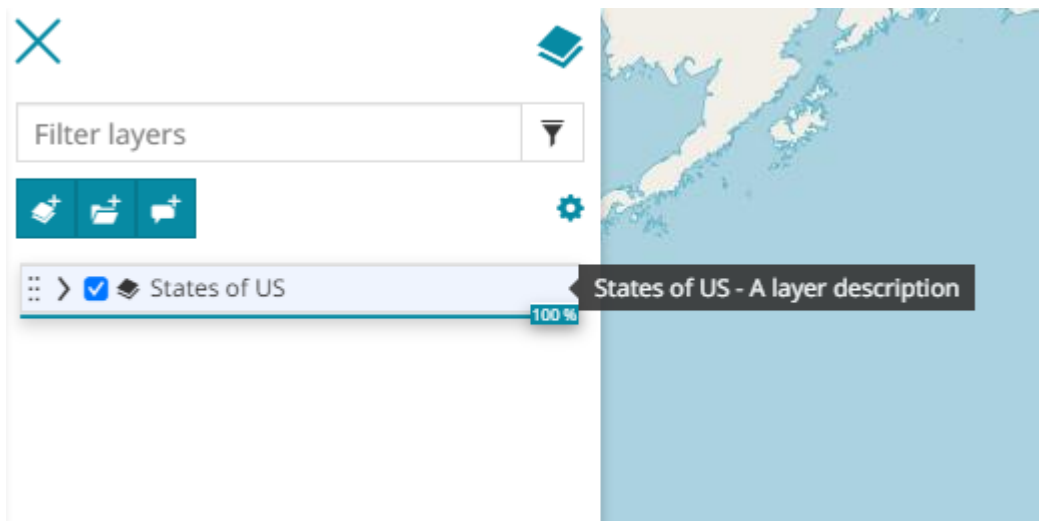 Filter layers
States of US
States of US - A layer description
100 %